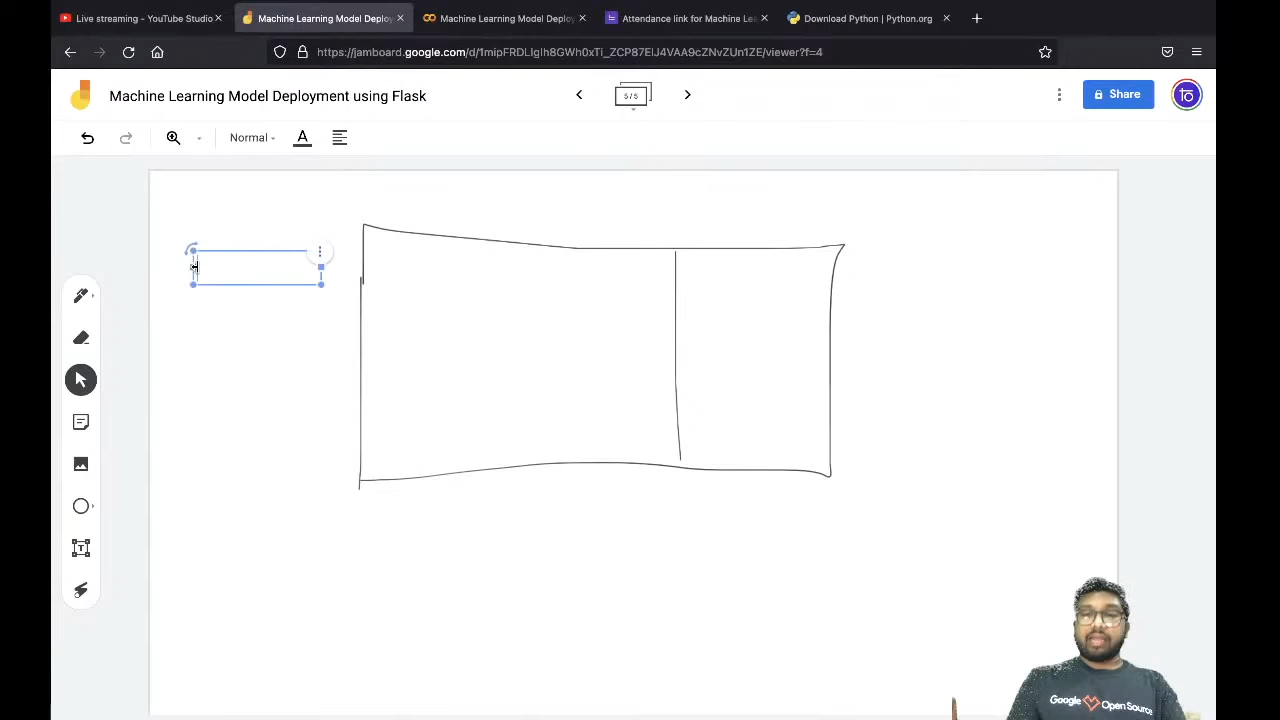 Live streaming - YouTube Studio
Machine Learning Model Deploy
Machine Learning Model Deploy
Attendance link for Machine Le
Download Python | Python.org
https://jamboard.google.com/d/1mipFRDLlglh8GWh0xTi_ZCP87ElJ4VAA9cZNvZUn1ZE/viewer?f=4
Machine Learning Model Deployment using Flask
5/5
Share
Normal
Google Open Source